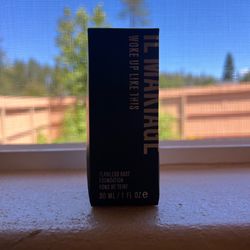 IL MAKIAGE
WOKE UP LIKE THIS
FLAWLESS BASE
FOUNDATION
FOND DE TEINT
30 ML / 1 FL OZ ℮